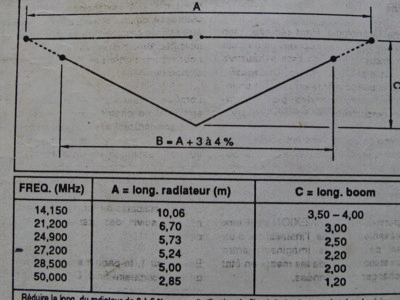 A
C
B = A + 3 à 4 %
FREQ. (MHz) A = long. radiateur (m) C = long. boom
14,150 10,06 3,50 – 4,00
21,200 6,70 3,00
24,900 5,73 2,50
27,200 5,24 2,20
28,500 5,00 2,00
50,000 2,85 1,20
Réduire la long. du radiateur de